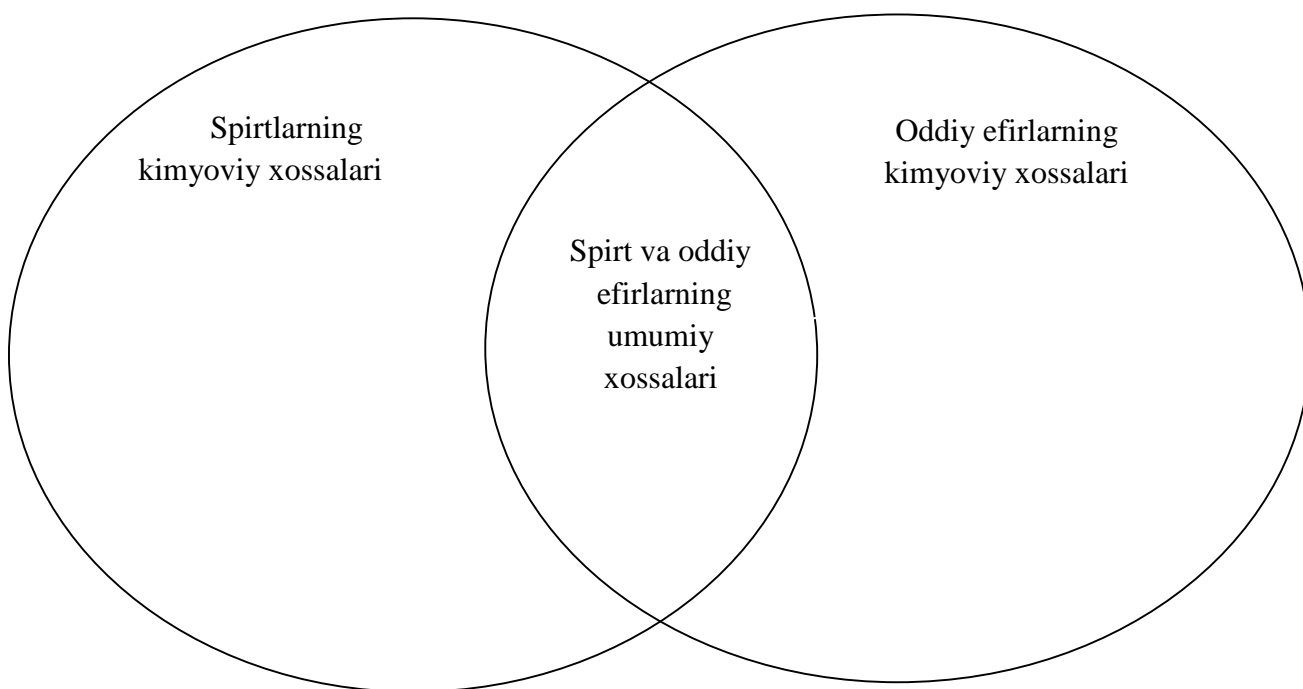 Spirtlarning
kimyoviy xossalari
Spirt va oddiy
efirlarning
umumiy
xossalari
Oddiy efirlarning
kimyoviy xossalari